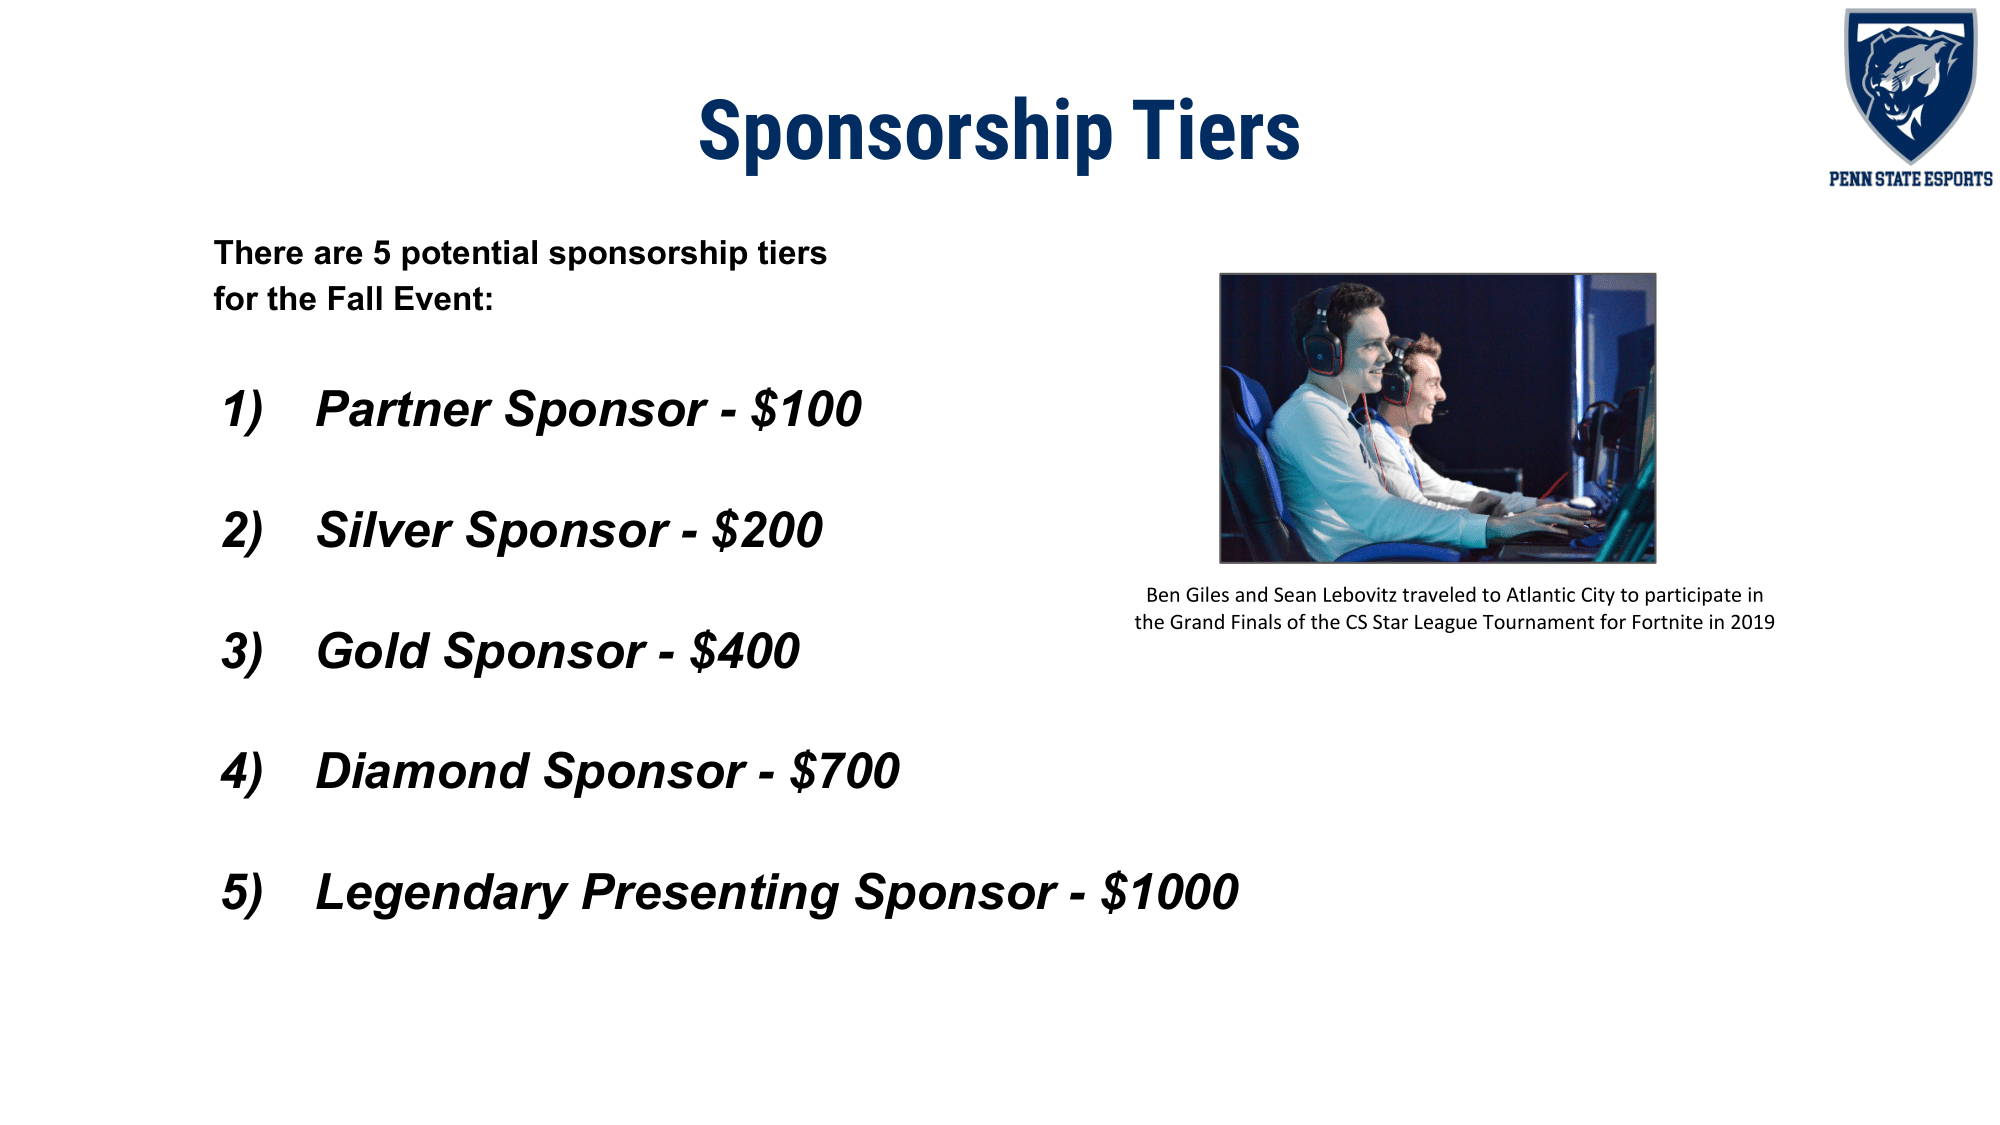 PENN STATE ESPORTS
Sponsorship Tiers
There are 5 potential sponsorship tiers
for the Fall Event:
1) Partner Sponsor - $100
2) Silver Sponsor - $200
3) Gold Sponsor - $400
4) Diamond Sponsor - $700
5) Legendary Presenting Sponsor - $1000
Ben Giles and Sean Lebovitz traveled to Atlantic City to participate in
the Grand Finals of the CS Star League Tournament for Fortnite in 2019